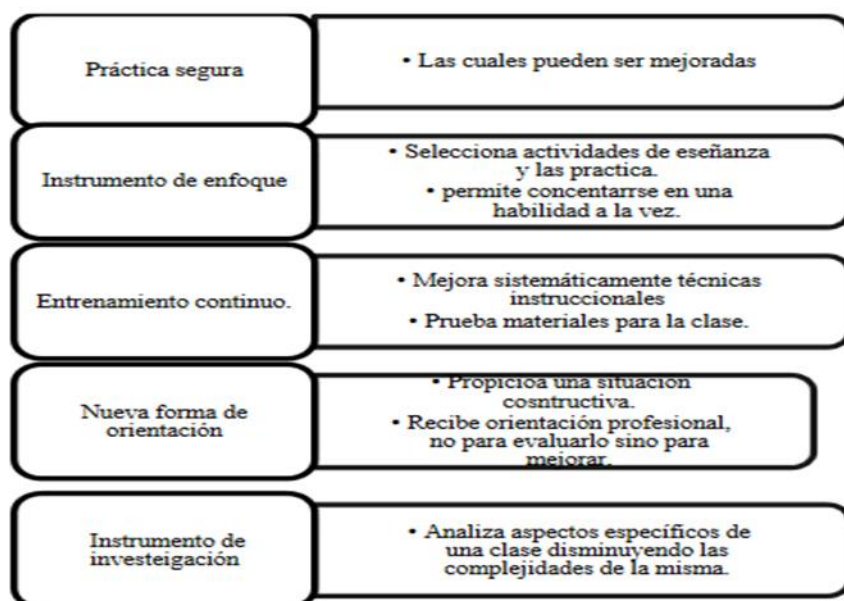 Práctica segura
• Las cuales pueden ser mejoradas
Instrumento de enfoque
• Selecciona actividades de eseñanza
y las practica.
• permite concentarrse en una
habilidad a la vez.
Entrenamiento continuo.
• Mejora sistemáticamente técnicas
instruccionales
• Prueba materiales para la clase.
Nueva forma de
orientación
• Propicioa una situación
cosntructiva.
• Recibe orientación profesional,
no para evaluarlo sino para
mejorar.
Instrumento de
investeigación
• Analiza aspectos específicos de
una clase disminuyendo las
complejidades de la misma.